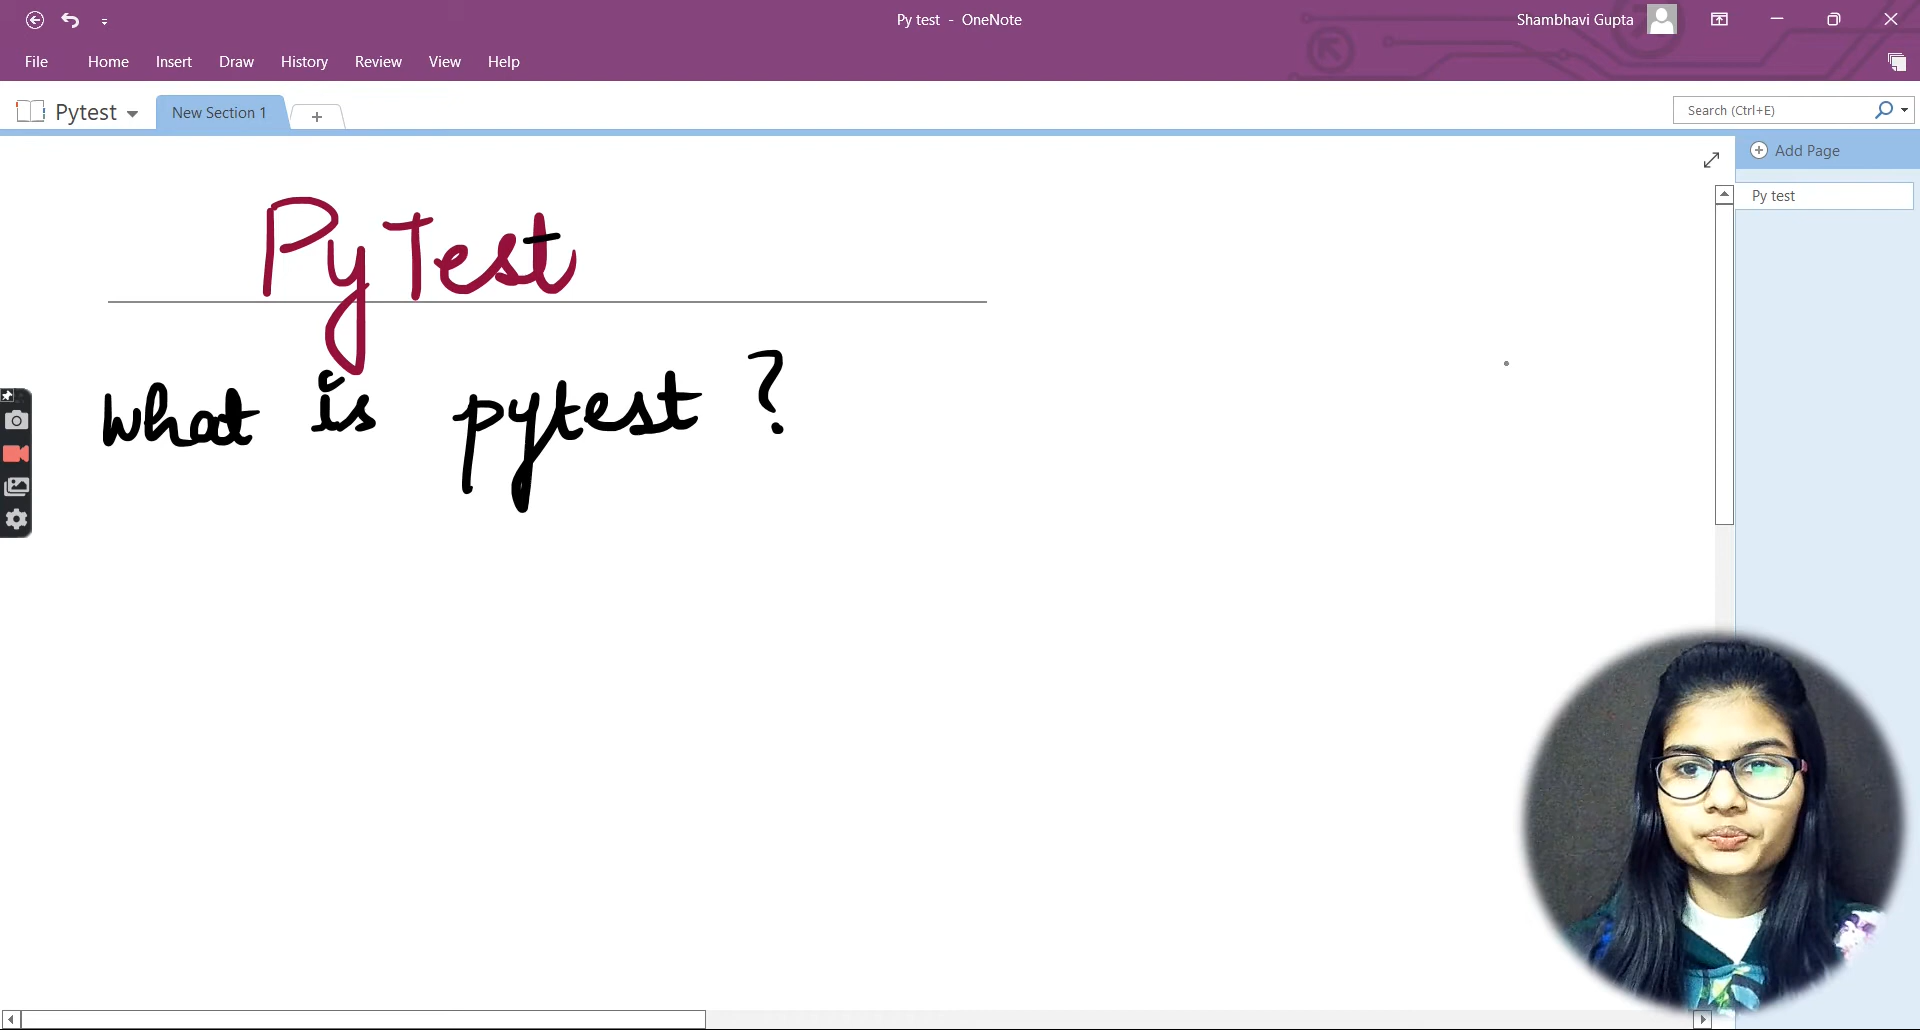 Py test - OneNote
Shambhavi Gupta
File Home Insert Draw History Review View Help
Pytest
New Section 1
+
Search (Ctrl+E)
Add Page
Py test
PyTest
what is pytest ?